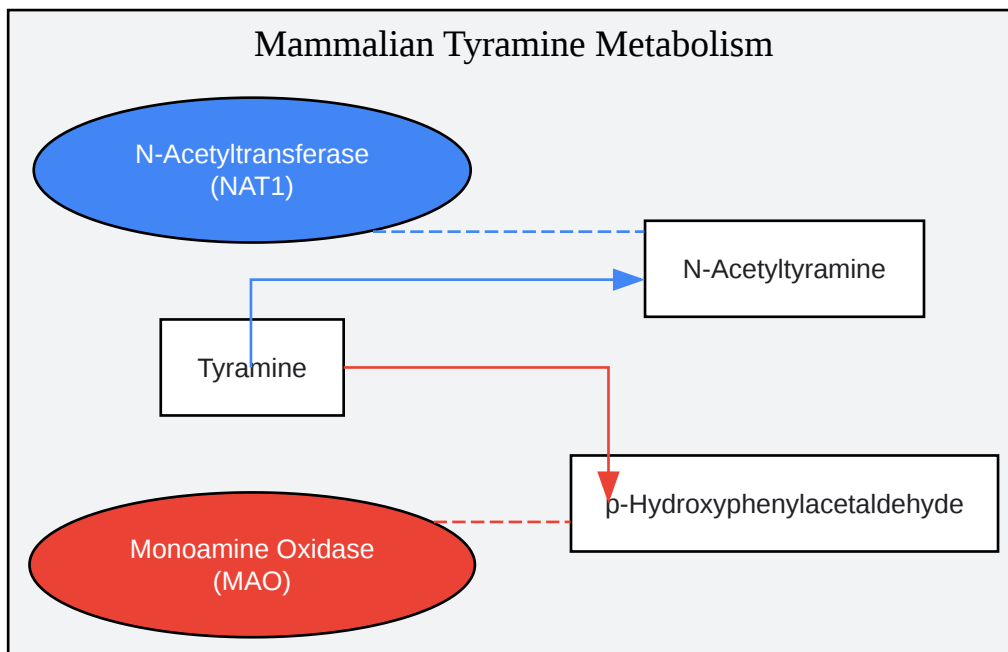 Mammalian Tyramine Metabolism
N-Acetyltransferase
(NAT1)
N-Acetyltyramine
Tyramine
p-Hydroxyphenylacetaldehyde
Monoamine Oxidase
(MAO)